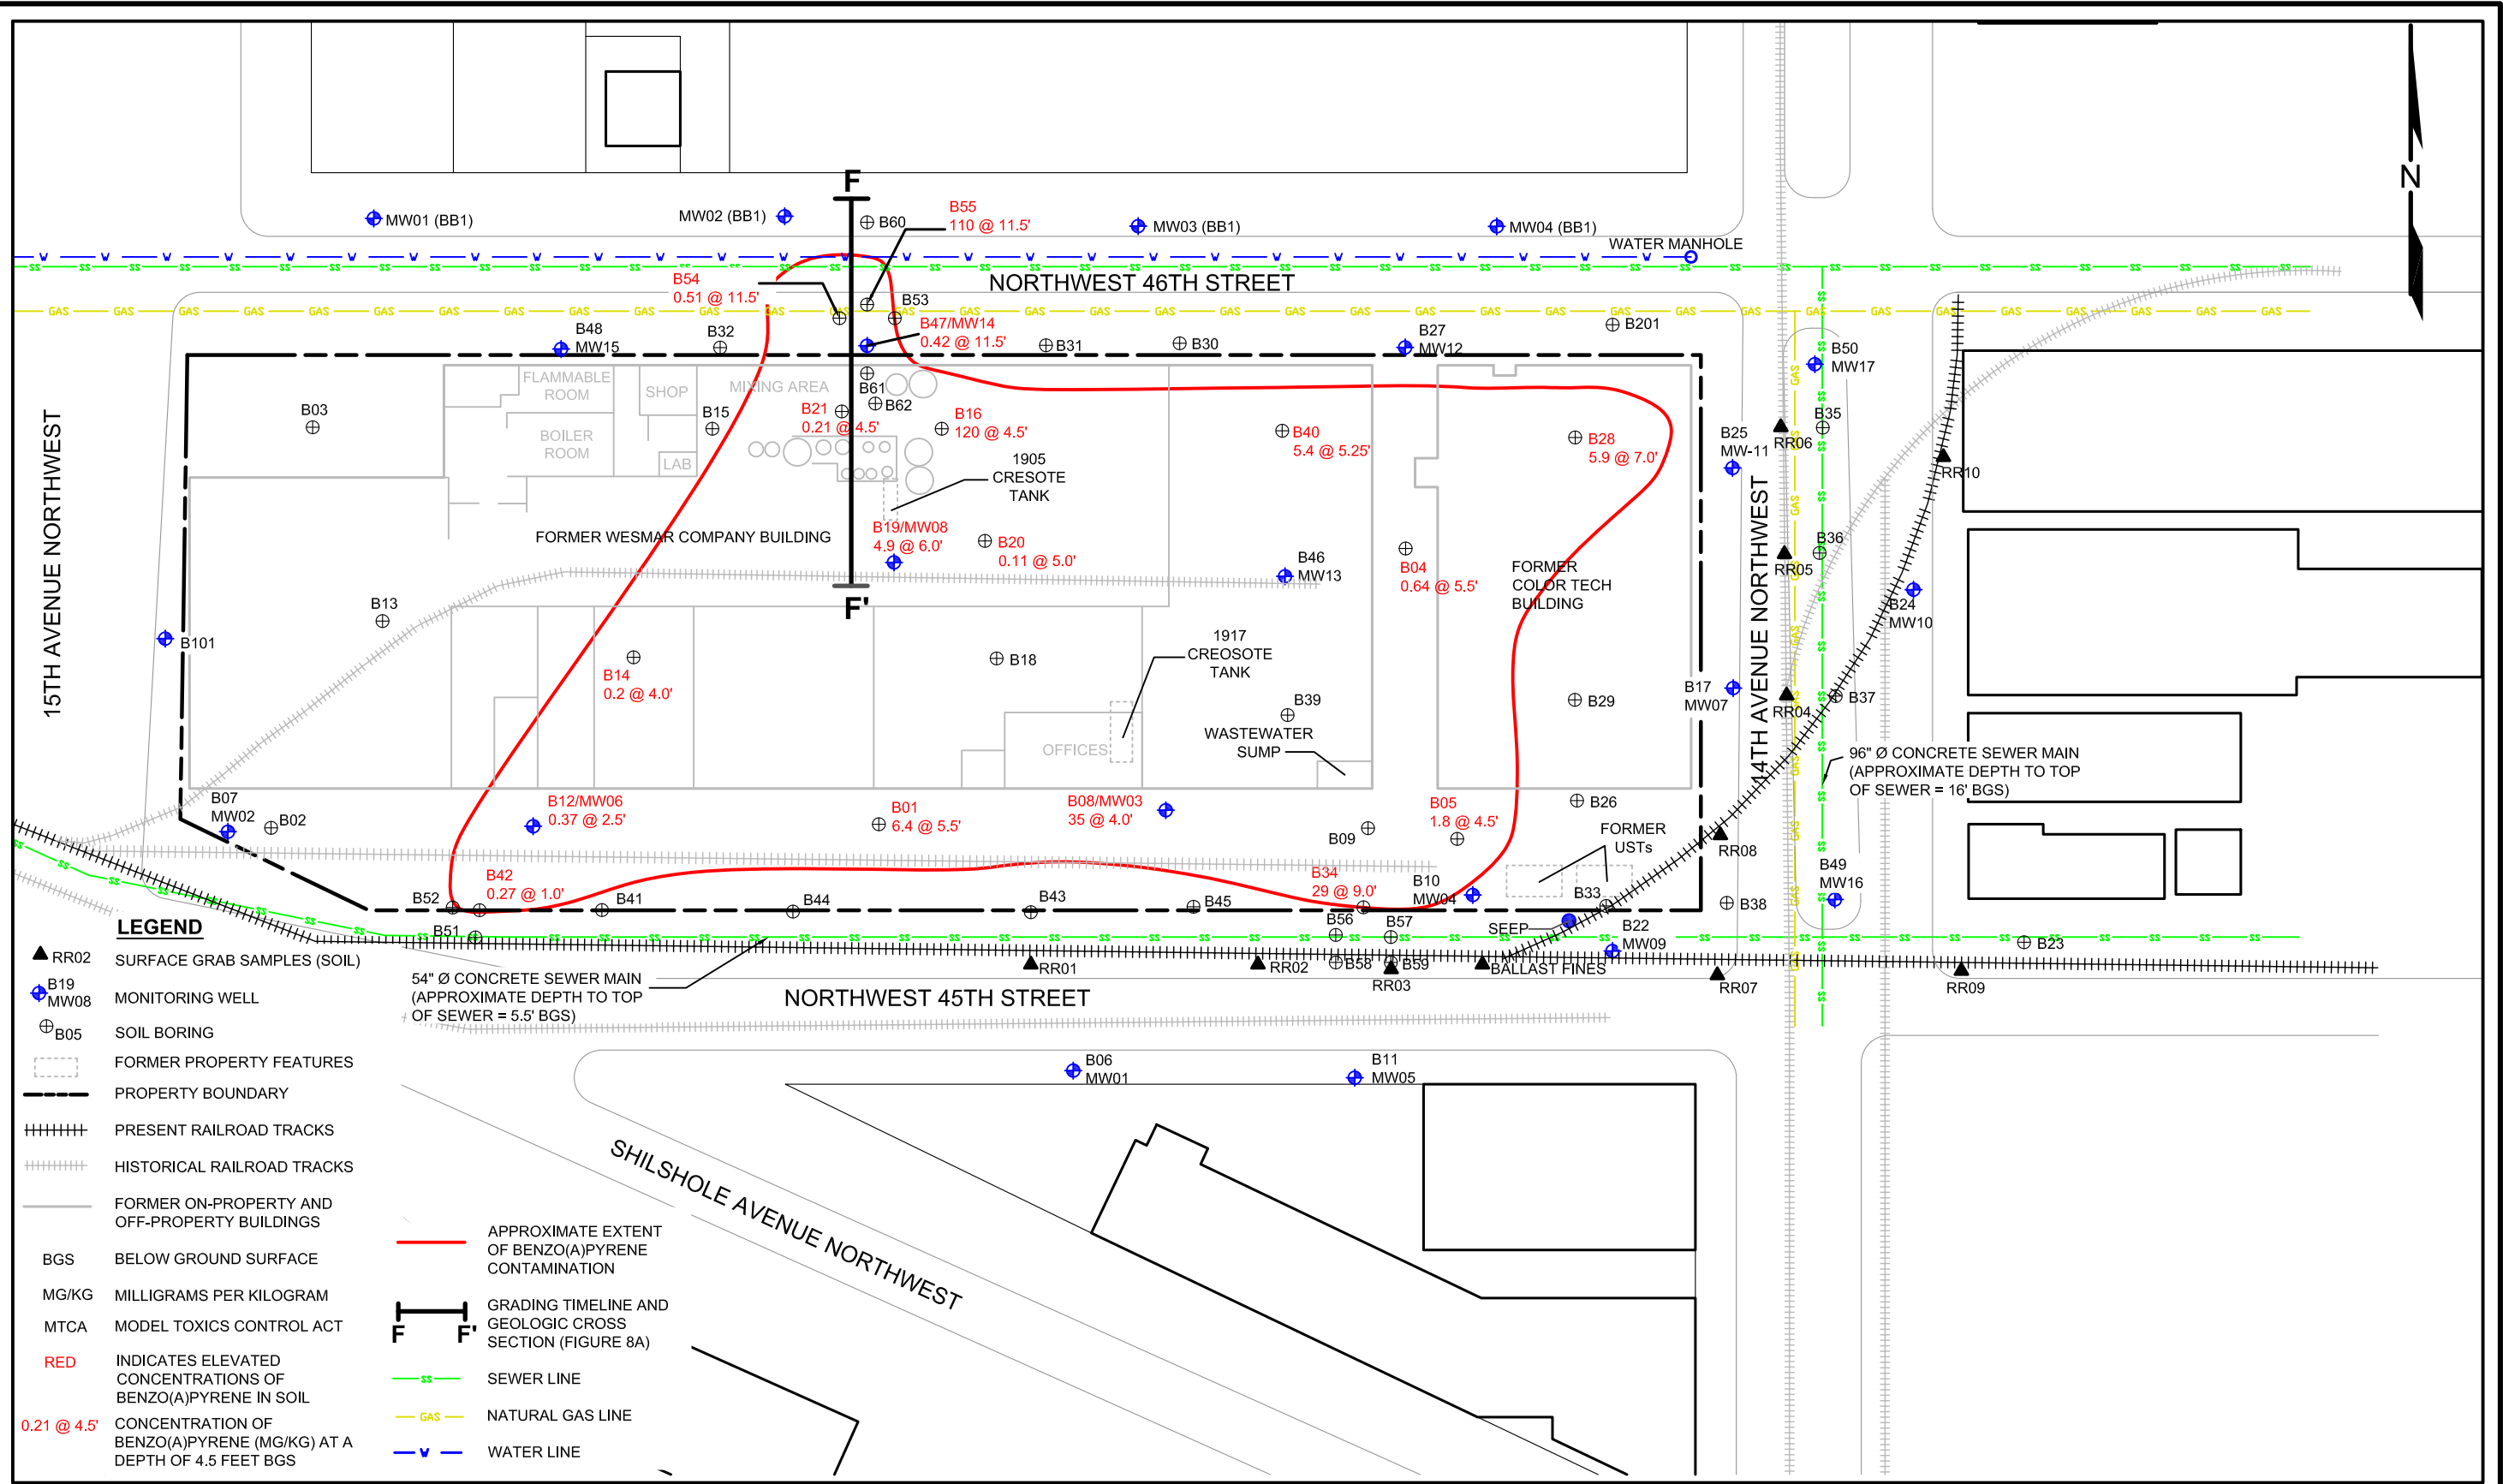 F
MW01 (BB1)
MW02 (BB1)
B60
B55
110 @ 11.5'
MW03 (BB1)
MW04 (BB1)
WATER MANHOLE
N
B54
0.51 @ 11.5'
NORTHWEST 46TH STREET
B53
B47/MW14
0.42 @ 11.5'
B48
MW15
B32
B31
B30
B27
MW12
B201
B50
MW17
FLAMMABLE
ROOM
SHOP
MIXING AREA
B61
B62
B03
B15
B21
0.21 @ 4.5'
B16
120 @ 4.5'
B40
5.4 @ 5.25'
B28
5.9 @ 7.0'
B25
MW-11
RR06
B35
RR10
BOILER
ROOM
LAB
1905
CRESOTE
TANK
15TH AVENUE NORTHWEST
FORMER WESMAR COMPANY BUILDING
B19/MW08
4.9 @ 6.0'
B20
0.11 @ 5.0'
B46
MW13
B04
0.64 @ 5.5'
FORMER
COLOR TECH
BUILDING
14TH AVENUE NORTHWEST
B36
RR05
B24
MW10
F'
B13
B101
B14
0.2 @ 4.0'
B18
1917
CREOSOTE
TANK
B39
B29
B17
MW07
RR04
B37
WASTEWATER
SUMP
OFFICES
96" Ø CONCRETE SEWER MAIN
(APPROXIMATE DEPTH TO TOP
OF SEWER = 16' BGS)
B07
MW02
B02
B12/MW06
0.37 @ 2.5'
B01
6.4 @ 5.5'
B08/MW03
35 @ 4.0'
B09
B05
1.8 @ 4.5'
B26
FORMER
USTs
RR08
B52
B42
0.27 @ 1.0'
B41
B44
B43
B45
B34
29 @ 9.0'
B10
MW04
B33
B38
B49
MW16
B51
B56
B57
SEEP
B22
MW09
B23
RR01
RR02
B58
B59
RR03
BALLAST FINES
RR07
RR09
54" Ø CONCRETE SEWER MAIN
(APPROXIMATE DEPTH TO TOP
OF SEWER = 5.5' BGS)
NORTHWEST 45TH STREET
B06
MW01
B11
MW05
SHILSHOLE AVENUE NORTHWEST
LEGEND
RR02 SURFACE GRAB SAMPLES (SOIL)
B19
MW08 MONITORING WELL
B05 SOIL BORING
FORMER PROPERTY FEATURES
PROPERTY BOUNDARY
PRESENT RAILROAD TRACKS
HISTORICAL RAILROAD TRACKS
FORMER ON-PROPERTY AND
OFF-PROPERTY BUILDINGS
BGS BELOW GROUND SURFACE
MG/KG MILLIGRAMS PER KILOGRAM
MTCA MODEL TOXICS CONTROL ACT
RED INDICATES ELEVATED
CONCENTRATIONS OF
BENZO(A)PYRENE IN SOIL
0.21 @ 4.5' CONCENTRATION OF
BENZO(A)PYRENE (MG/KG) AT A
DEPTH OF 4.5 FEET BGS
APPROXIMATE EXTENT
OF BENZO(A)PYRENE
CONTAMINATION
F F' GRADING TIMELINE AND
GEOLOGIC CROSS
SECTION (FIGURE 8A)
SS SEWER LINE
GAS NATURAL GAS LINE
W WATER LINE